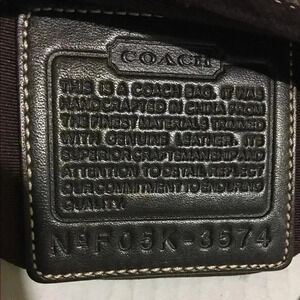 COACH
THIS IS A COACH BAG. IT WAS
HANDCRAFTED IN CHINA FROM
THE FINEST MATERIALS TRIMMED
WITH GENUINE LEATHER. ITS
SUPERIOR CRAFTSMANSHIP AND
ATTENTION TO DETAIL REFLECT
OUR COMMITMENT TO ENDURING
QUALITY.
Nº F05K-3574